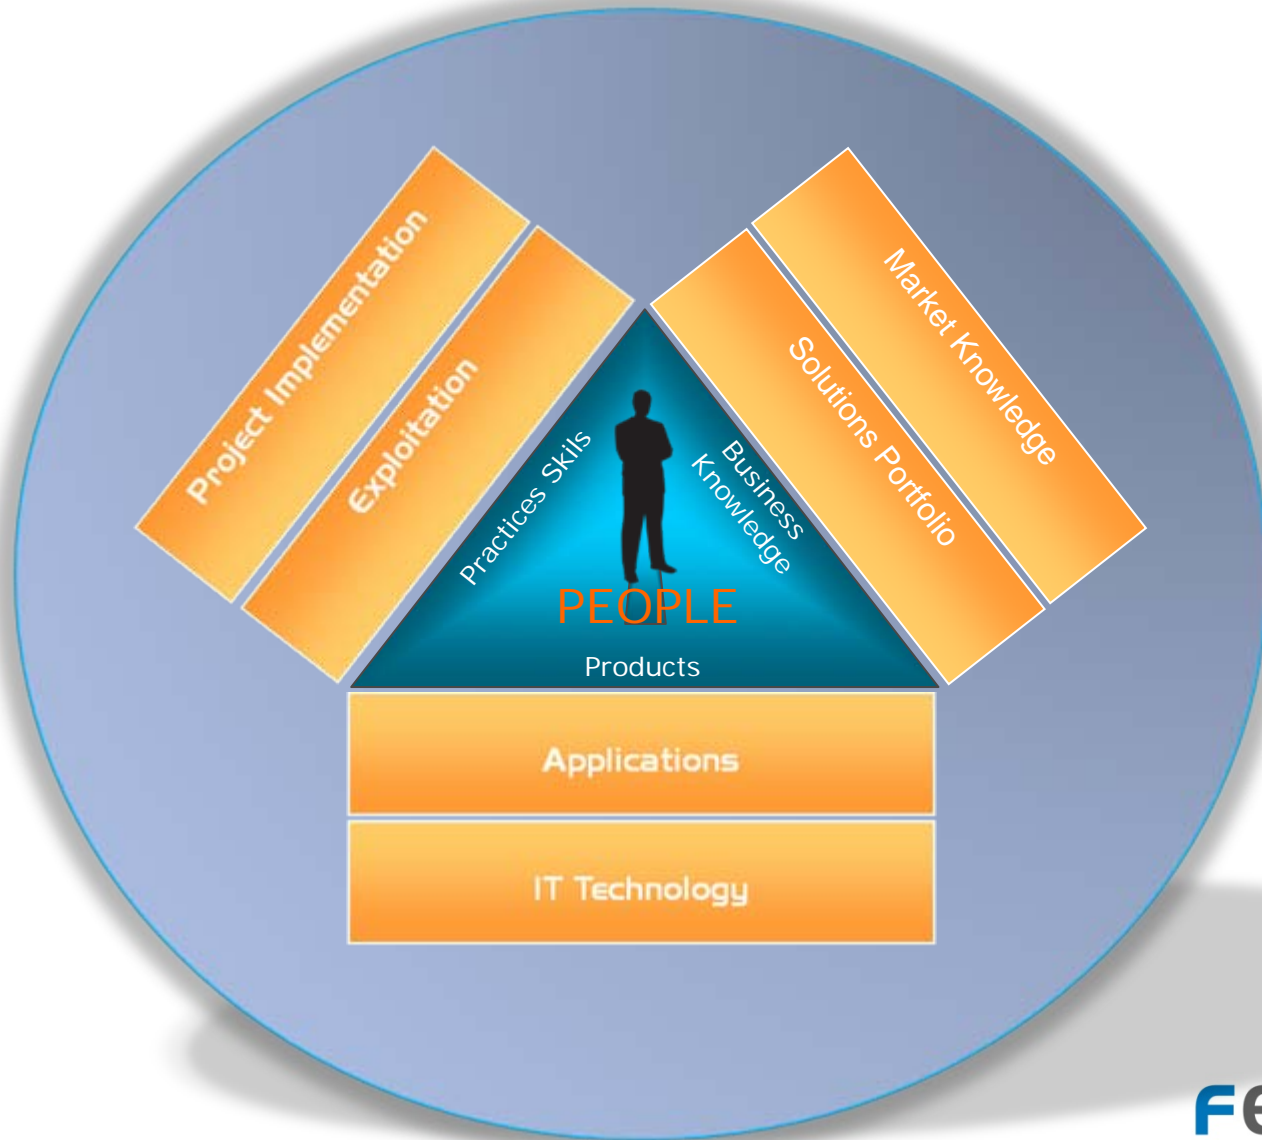 Project Implementation
Exploitation
Market Knowledge
Solutions Portfolio
Practices Skils
Business
Knowledge
PEOPLE
Products
Applications
IT Technology